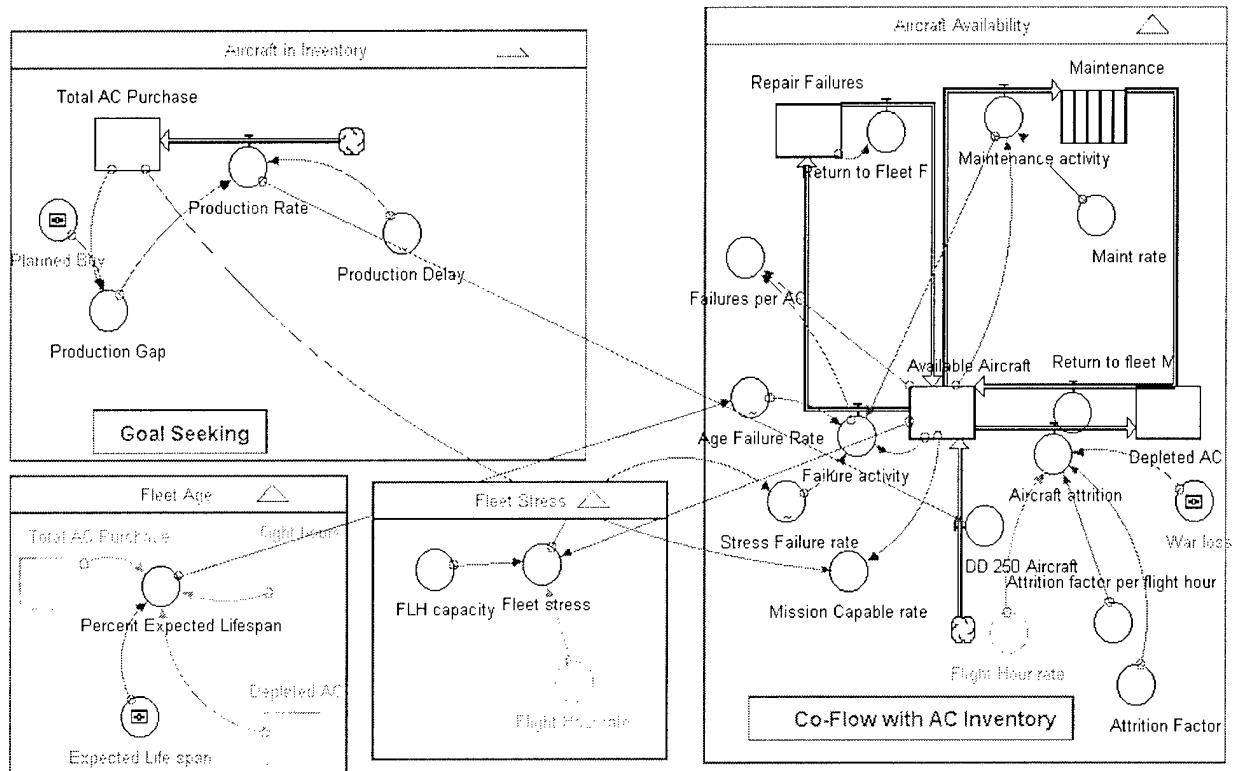 Aircraft in Inventory
Total AC Purchase
Production Rate
Planned Buy
Production Delay
Production Gap
Goal Seeking
Aircraft Availability
Repair Failures
Maintenance
Return to Fleet F
Maintenance activity
Maint rate
Failures per AC
Available Aircraft
Return to fleet M
Age Failure Rate
Failure activity
Depleted AC
Aircraft attrition
Stress Failure rate
War loss
DD 250 Aircraft
Attrition factor per flight hour
Mission Capable rate
Flight Hour rate
Attrition Factor
Co-Flow with AC Inventory
Fleet Age
Total AC Purchase
flight hours
Percent Expected Lifespan
Depleted AC
Expected Life span
Fleet Stress
FLH capacity
Fleet stress
Flight Hour rate